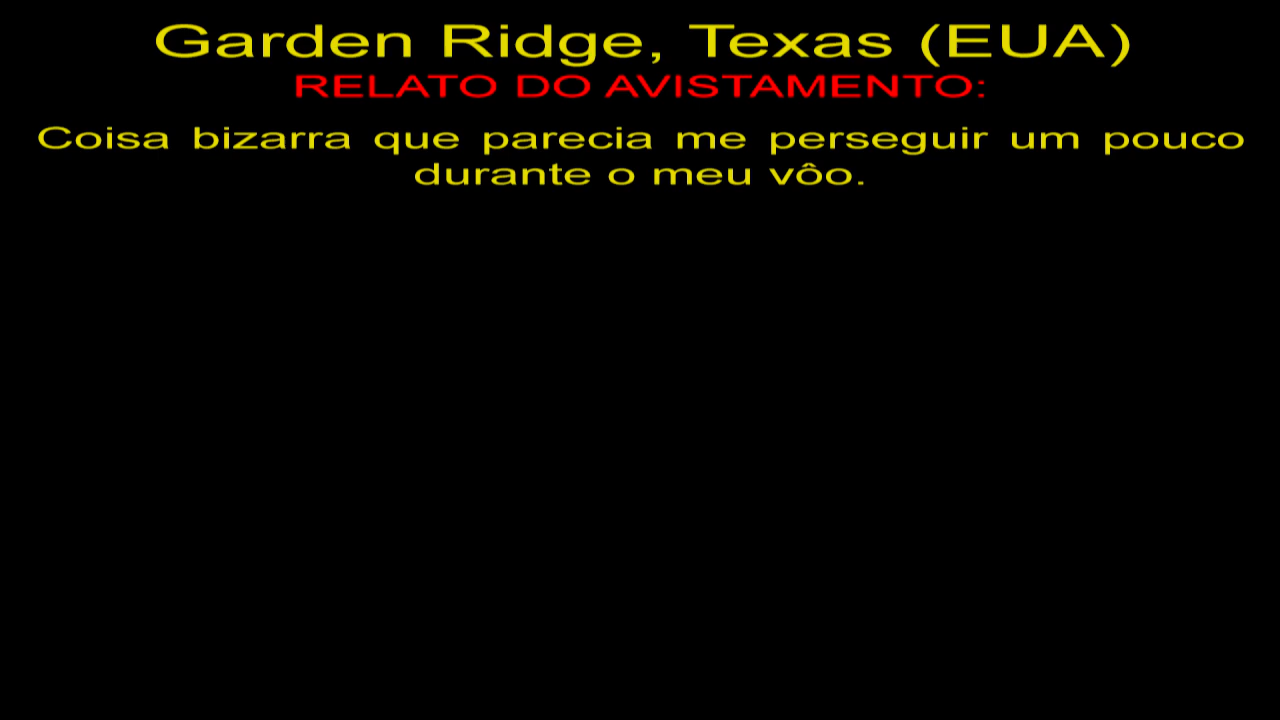 Garden Ridge, Texas (EUA)
RELATO DO AVISTAMENTO:
Coisa bizarra que parecia me perseguir um pouco
durante o meu vôo.